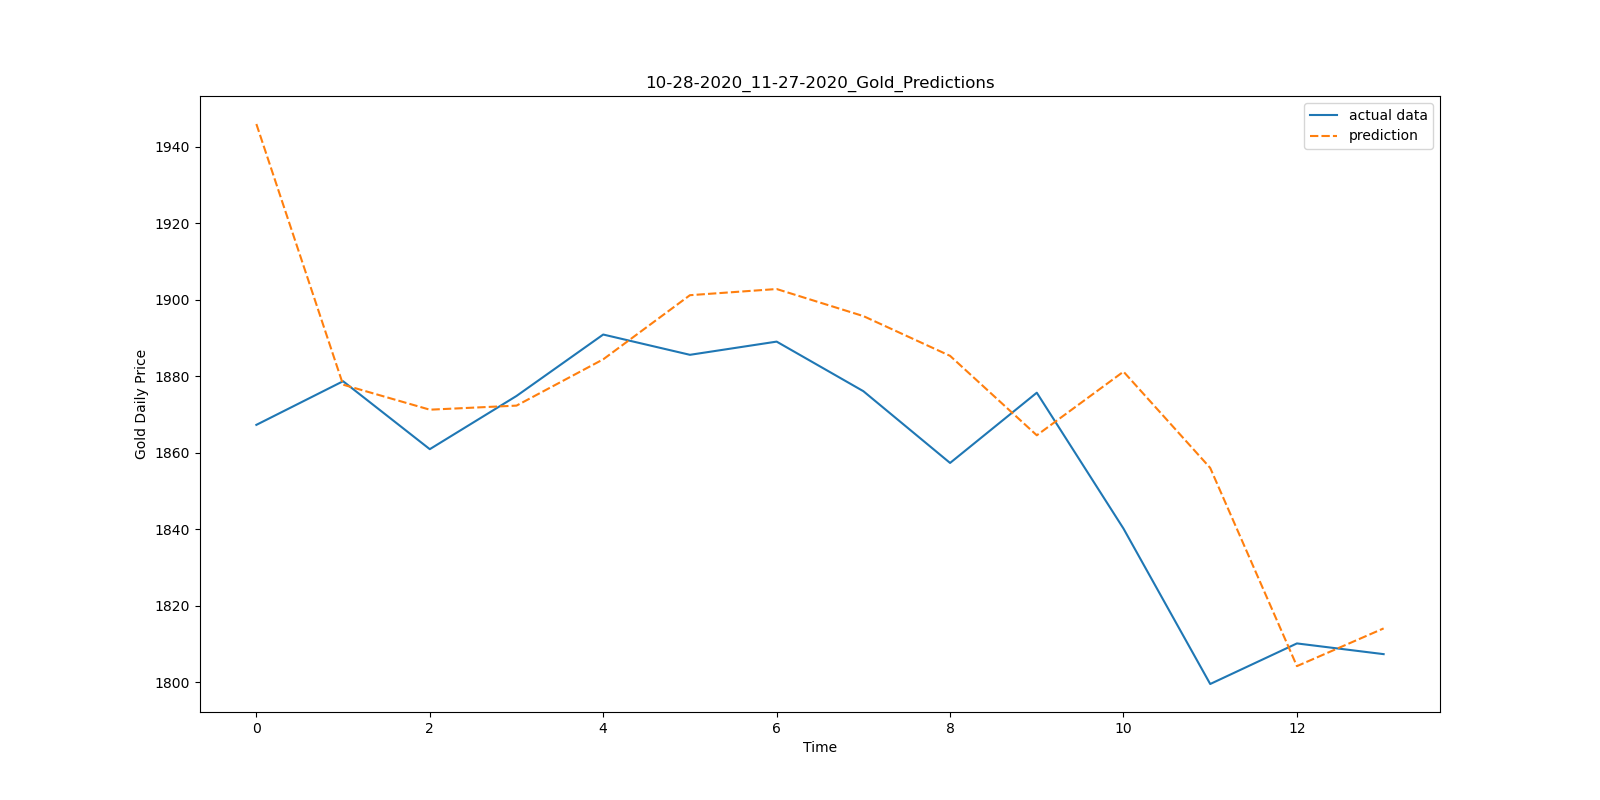 10-28-2020_11-27-2020_Gold_Predictions
actual data
prediction
1940
1920
1900
1880
1860
1840
1820
1800
Gold Daily Price
0 2 4 6 8 10 12
Time